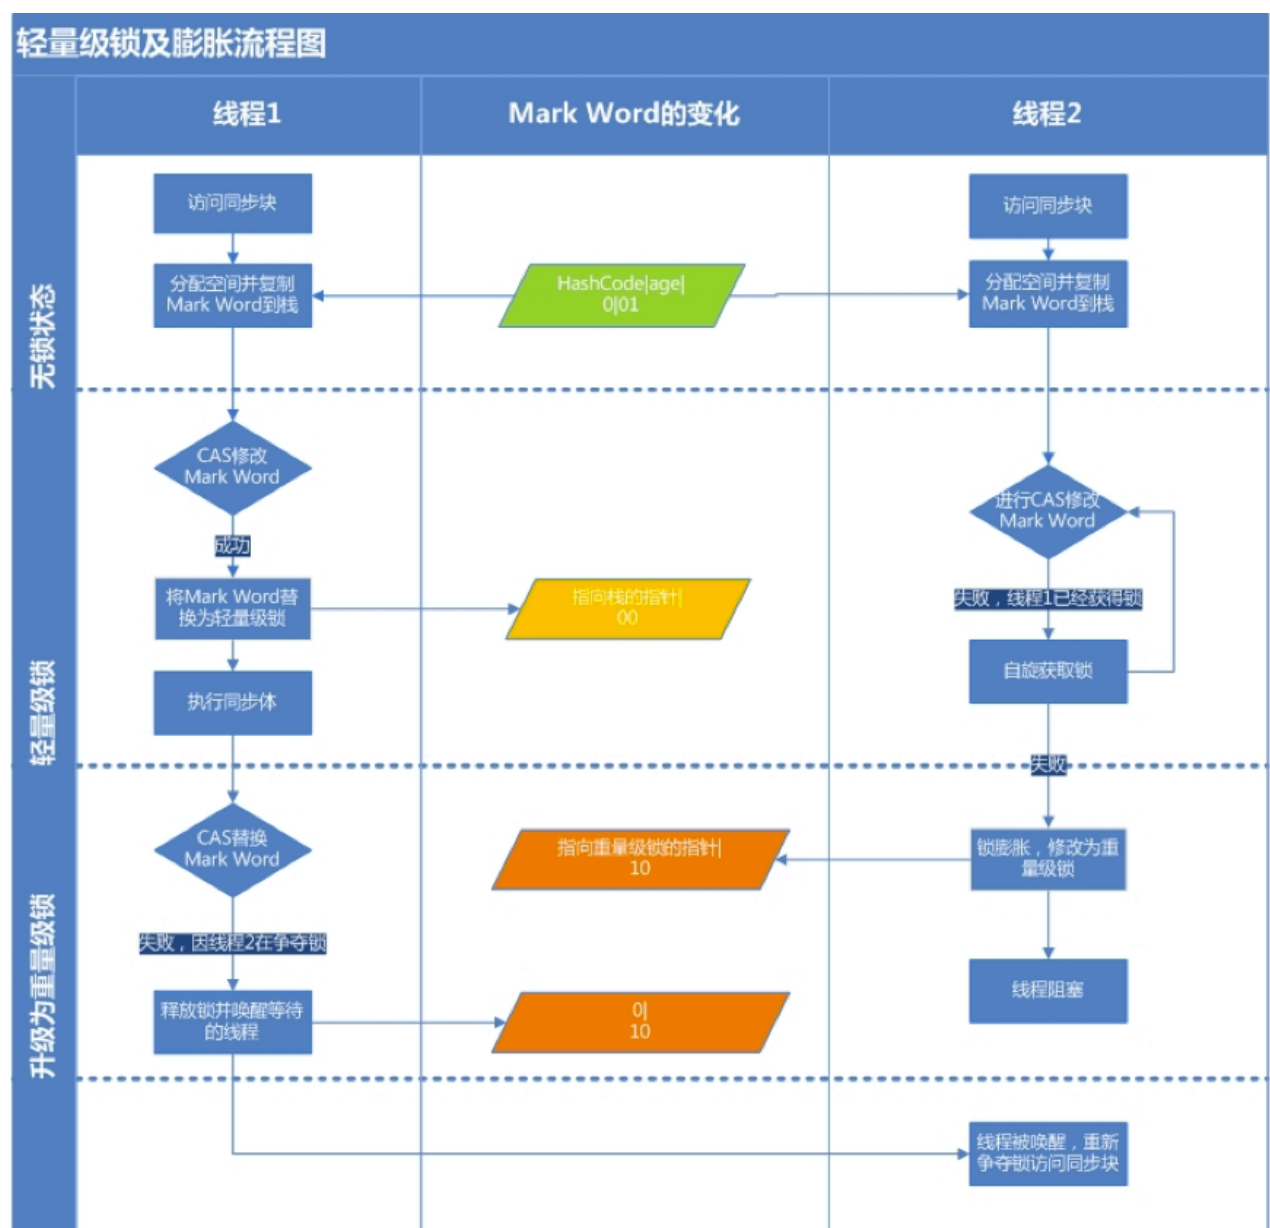 轻量级锁及膨胀流程图
线程1
Mark Word的变化
线程2
无锁状态
访问同步块
访问同步块
分配空间并复制
Mark Word到栈
HashCode|age|
0|01
分配空间并复制
Mark Word到栈
轻量级锁
CAS修改
Mark Word
进行CAS修改
Mark Word
成功
将Mark Word替
换为轻量级锁
指向栈的指针|
00
失败，线程1已经获得锁
自旋获取锁
执行同步体
失败
升级为重量级锁
CAS替换
Mark Word
指向重量级锁的指针|
10
锁膨胀，修改为重
量级锁
失败，因线程2在争夺锁
线程阻塞
释放锁并唤醒等待
的线程
0|
10
线程被唤醒，重新
争夺锁访问同步块